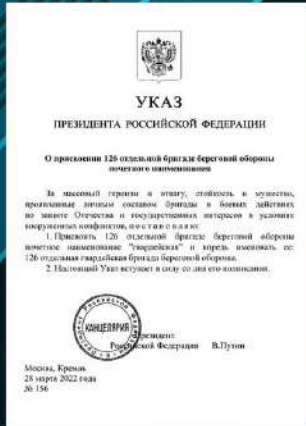 УКАЗ
ПРЕЗИДЕНТА РОССИЙСКОЙ ФЕДЕРАЦИИ
О присвоении 126 отдельной бригаде береговой обороны
почетного наименования
За массовый героизм и отвагу, стойкость и мужество,
проявленные личным составом бригады в боевых действиях
по защите Отечества и государственных интересов в условиях
вооруженных конфликтов, постановляю:
1. Присвоить 126 отдельной бригаде береговой обороны
почетное наименование "гвардейская" и впредь именовать ее:
126 отдельная гвардейская бригада береговой обороны.
2. Настоящий Указ вступает в силу со дня его подписания.
КАНЦЕЛЯРИЯ
Президент
Российской Федерации В.Путин
Москва, Кремль
28 марта 2022 года
№ 156